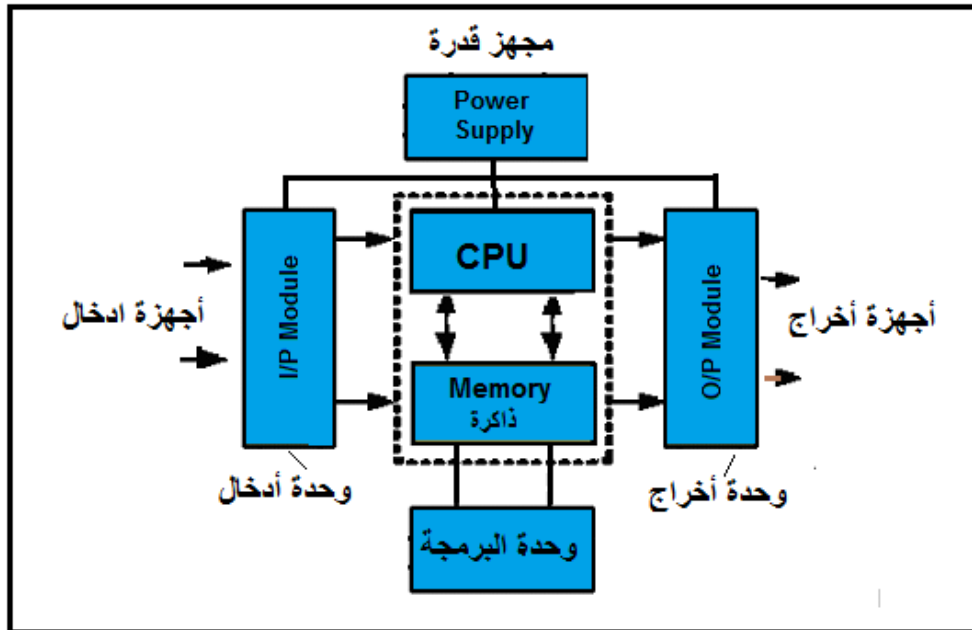 مجهز قدرة
Power
Supply
I/P Module
CPU
O/P Module
أجهزة ادخال
أجهزة أخراج
Memory
ذاكرة
وحدة أدخال
وحدة أخراج
وحدة البرمجة